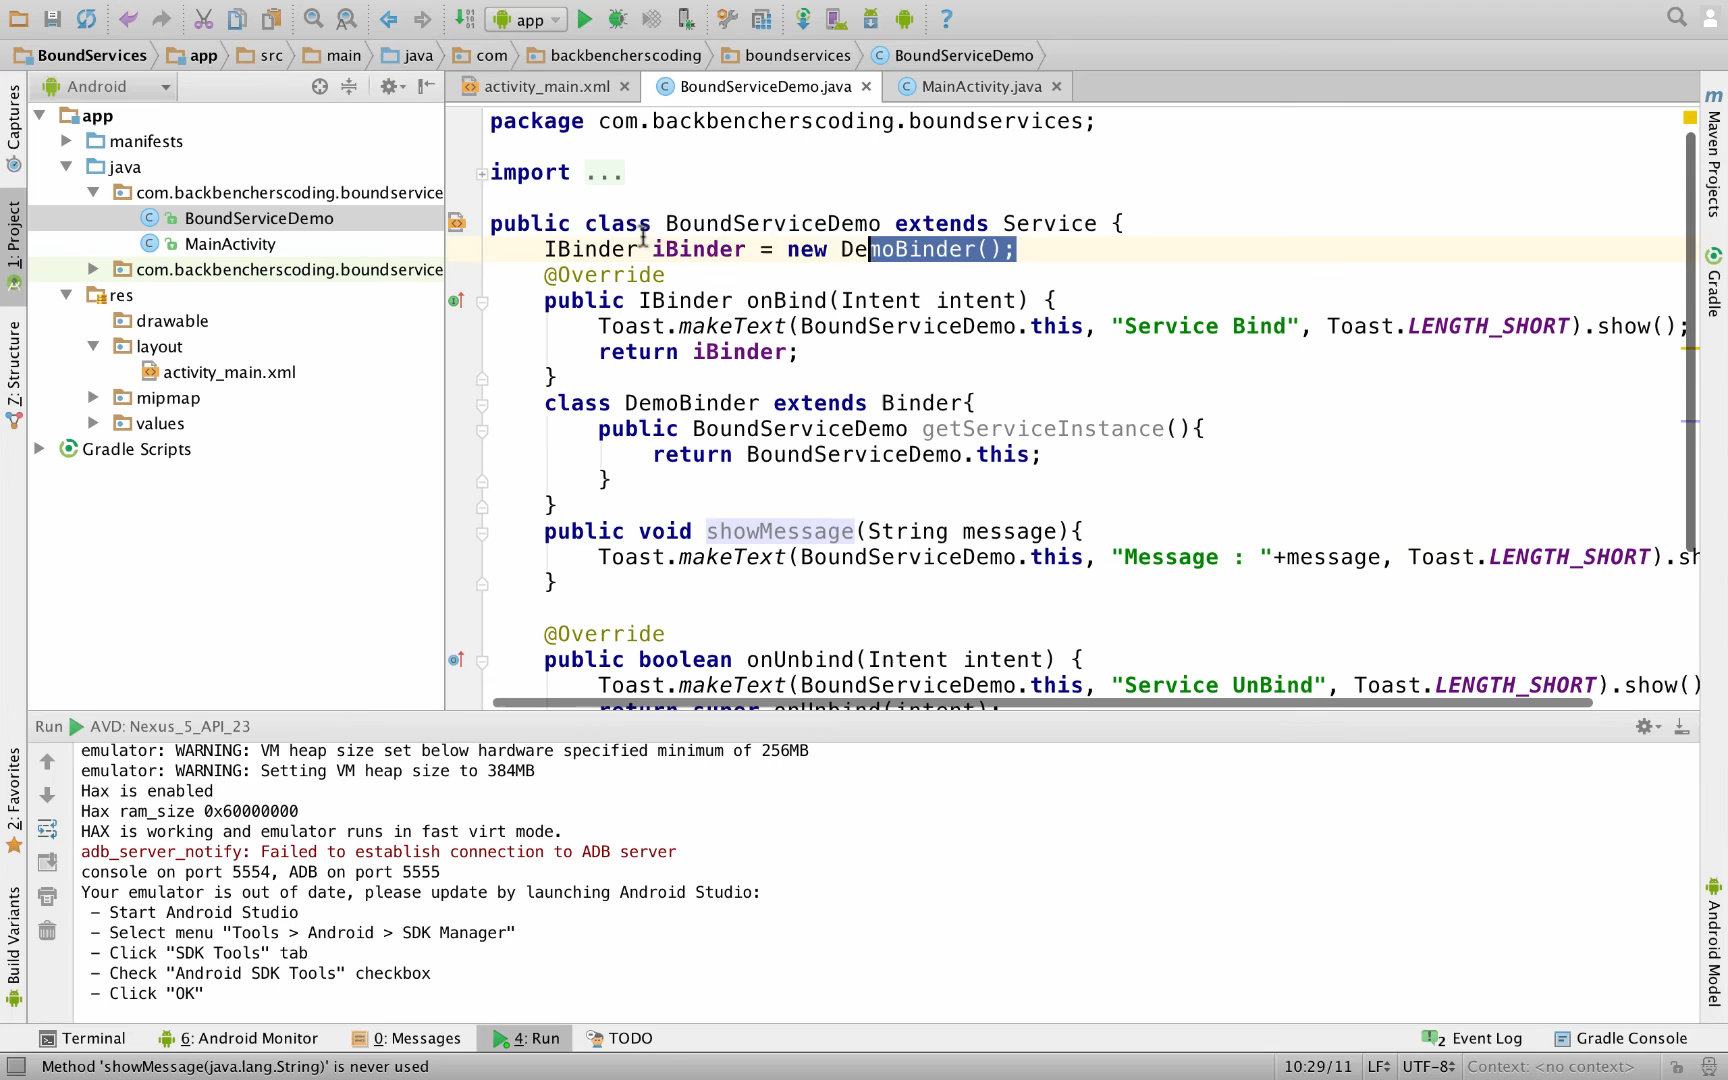 app
BoundServices app src main java com backbencherscoding boundservices BoundServiceDemo
Android
activity_main.xml
BoundServiceDemo.java
MainActivity.java
Captures
1: Project
Z: Structure
2: Favorites
Build Variants
app
manifests
java
com.backbencherscoding.boundservice
BoundServiceDemo
MainActivity
com.backbencherscoding.boundservice
res
drawable
layout
activity_main.xml
mipmap
values
Gradle Scripts
package com.backbencherscoding.boundservices;
import ...
public class BoundServiceDemo extends Service {
IBinder iBinder = new DemoBinder();
@Override
public IBinder onBind(Intent intent) {
Toast.makeText(BoundServiceDemo.this, "Service Bind", Toast.LENGTH_SHORT).show();
return iBinder;
}
class DemoBinder extends Binder{
public BoundServiceDemo getServiceInstance(){
return BoundServiceDemo.this;
}
}
public void showMessage(String message){
Toast.makeText(BoundServiceDemo.this, "Message : "+message, Toast.LENGTH_SHORT).sh
}
@Override
public boolean onUnbind(Intent intent) {
Toast.makeText(BoundServiceDemo.this, "Service UnBind", Toast.LENGTH_SHORT).show()
return super.onUnbind(intent);
m Maven Projects
Gradle
Android Model
Run AVD: Nexus_5_API_23
emulator: WARNING: VM heap size set below hardware specified minimum of 256MB
emulator: WARNING: Setting VM heap size to 384MB
Hax is enabled
Hax ram_size 0x60000000
HAX is working and emulator runs in fast virt mode.
adb_server_notify: Failed to establish connection to ADB server
console on port 5554, ADB on port 5555
Your emulator is out of date, please update by launching Android Studio:
– Start Android Studio
– Select menu "Tools > Android > SDK Manager"
– Click "SDK Tools" tab
– Check "Android SDK Tools" checkbox
– Click "OK"
Terminal 6: Android Monitor 0: Messages 4: Run TODO 2 Event Log Gradle Console
Method 'showMessage(java.lang.String)' is never used 10:29/11 LF UTF-8 Context: <no context>